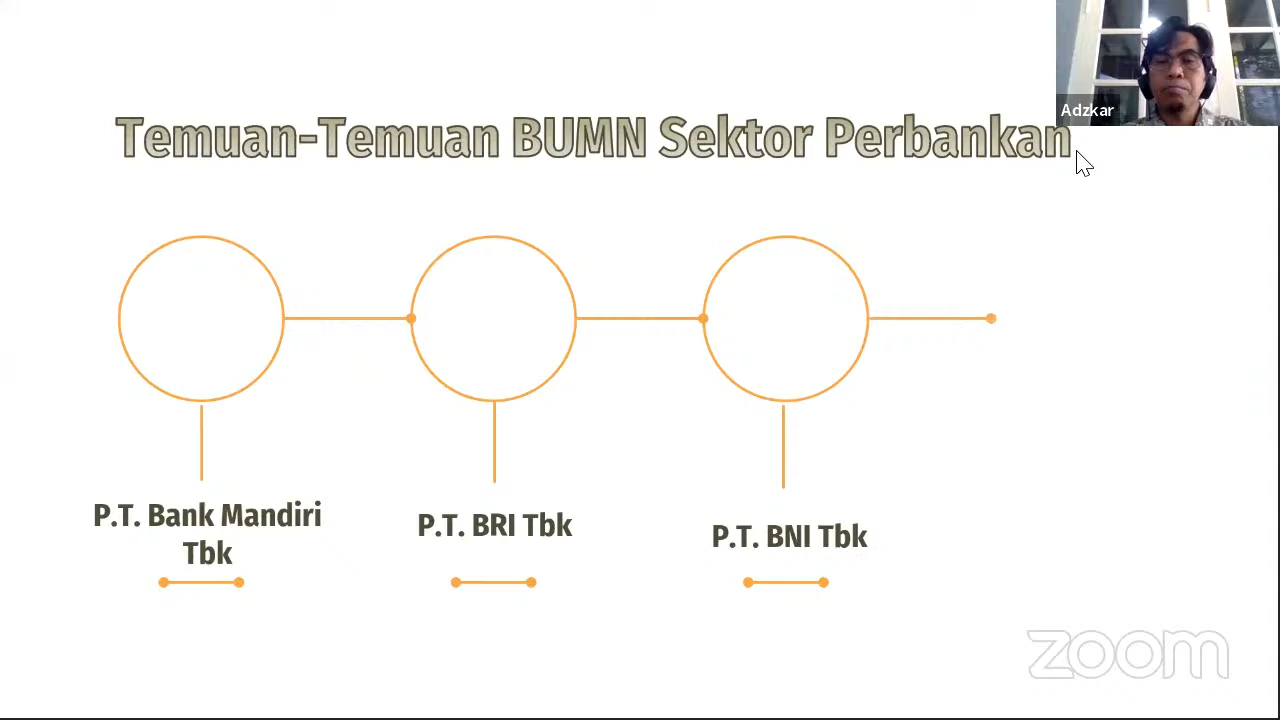 Adzkar
Temuan-Temuan BUMN Sektor Perbankan
P.T. Bank Mandiri
Tbk
P.T. BRI Tbk
P.T. BNI Tbk
zoom